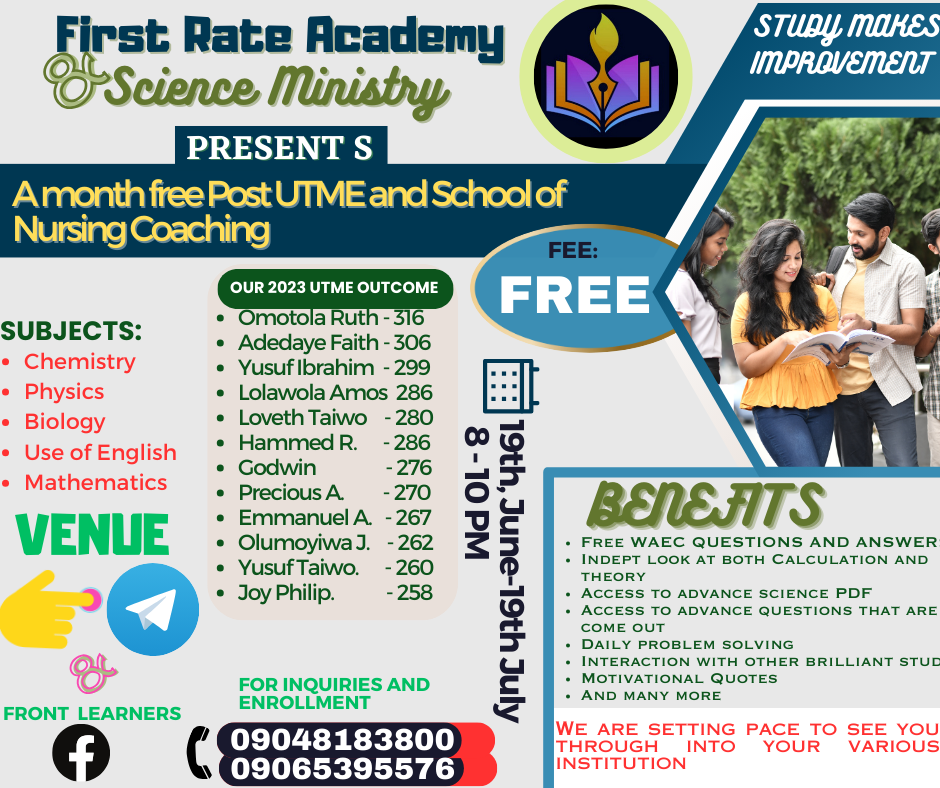 First Rate Academy
& Science Ministry
STUDY MAKES
IMPROVEMENT
PRESENT S
A month free Post UTME and School of
Nursing Coaching
FEE:
FREE
SUBJECTS:
• Chemistry
• Physics
• Biology
• Use of English
• Mathematics
OUR 2023 UTME OUTCOME
• Omotola Ruth - 316
• Adedaye Faith - 306
• Yusuf Ibrahim - 299
• Lolawola Amos 286
• Loveth Taiwo - 280
• Hammed R. - 286
• Godwin - 276
• Precious A. - 270
• Emmanuel A. - 267
• Olumoyiwa J. - 262
• Yusuf Taiwo. - 260
• Joy Philip. - 258
19th, June-19th July
8 - 10 PM
VENUE
&
FRONT LEARNERS
FOR INQUIRIES AND
ENROLLMENT
09048183800
09065395576
BENEFITS
• FREE WAEC QUESTIONS AND ANSWER
• INDEPT LOOK AT BOTH CALCULATION AND
THEORY
• ACCESS TO ADVANCE SCIENCE PDF
• ACCESS TO ADVANCE QUESTIONS THAT ARE
COME OUT
• DAILY PROBLEM SOLVING
• INTERACTION WITH OTHER BRILLIANT STUD
• MOTIVATIONAL QUOTES
• AND MANY MORE
WE ARE SETTING PACE TO SEE YOU
THROUGH INTO YOUR VARIOUS
INSTITUTION